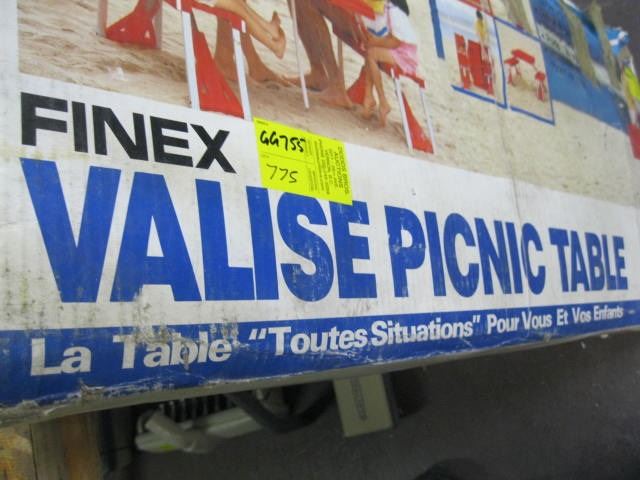 FINEX
GG755
775
VALISE PICNIC TABLE
La Table "Toutes Situations" Pour Vous Et Vos Enfants